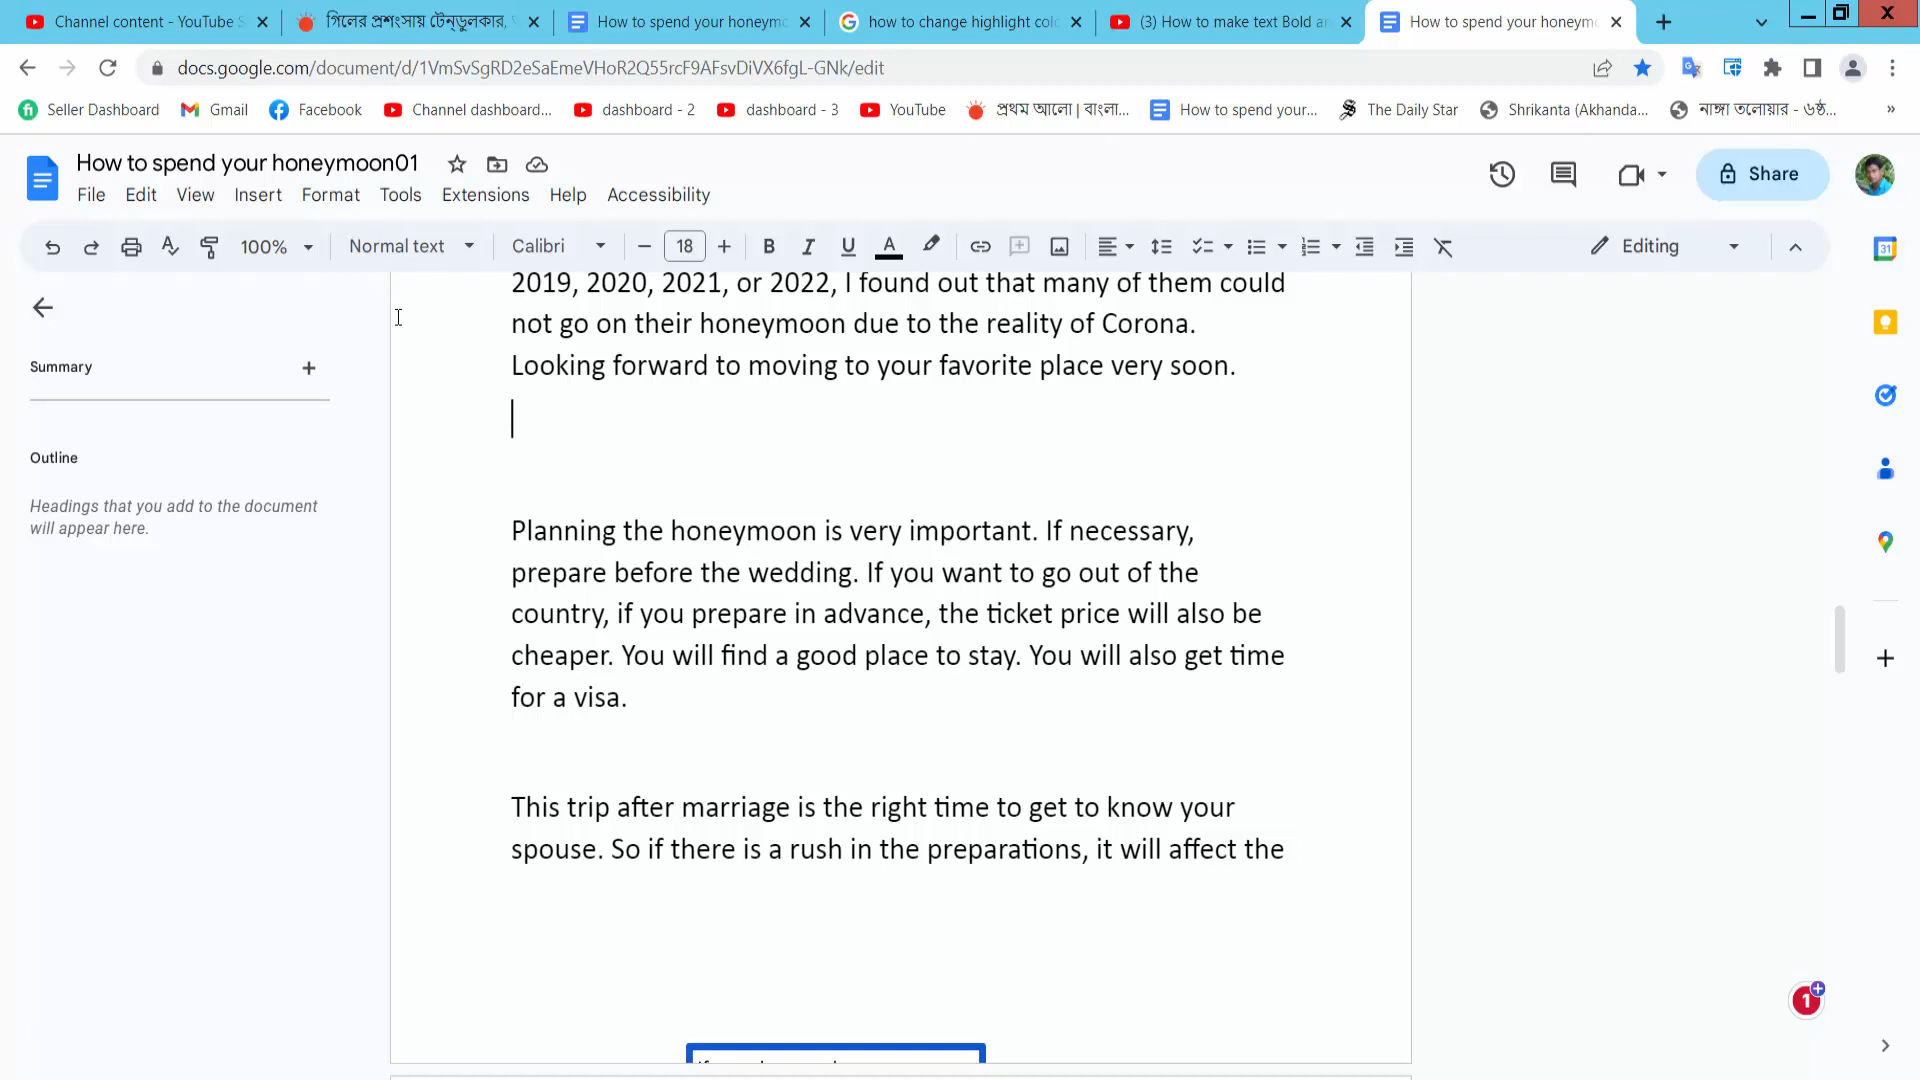 Channel content - YouTube S
গিলের প্রশংসায় টেন্ডুলকার,
How to spend your honeymo
how to change highlight colo
(3) How to make text Bold an
How to spend your honeymo
docs.google.com/document/d/1VmSvSgRD2eSaEmeVHoR2Q55rcF9AFsvDiVX6fgL-GNk/edit
Seller Dashboard
Gmail
Facebook
Channel dashboard...
dashboard - 2
dashboard - 3
YouTube
প্রথম আলো | বাংলা...
How to spend your...
The Daily Star
Shrikanta (Akhanda...
নাঙ্গা তলোয়ার - ৬ষ্ঠ...
»
How to spend your honeymoon01
File Edit View Insert Format Tools Extensions Help Accessibility
Share
100% Normal text Calibri 18 B I U A Editing
31
Summary
Outline
Headings that you add to the document
will appear here.
2019, 2020, 2021, or 2022, I found out that many of them could
not go on their honeymoon due to the reality of Corona.
Looking forward to moving to your favorite place very soon.
Planning the honeymoon is very important. If necessary,
prepare before the wedding. If you want to go out of the
country, if you prepare in advance, the ticket price will also be
cheaper. You will find a good place to stay. You will also get time
for a visa.
This trip after marriage is the right time to get to know your
spouse. So if there is a rush in the preparations, it will affect the
1